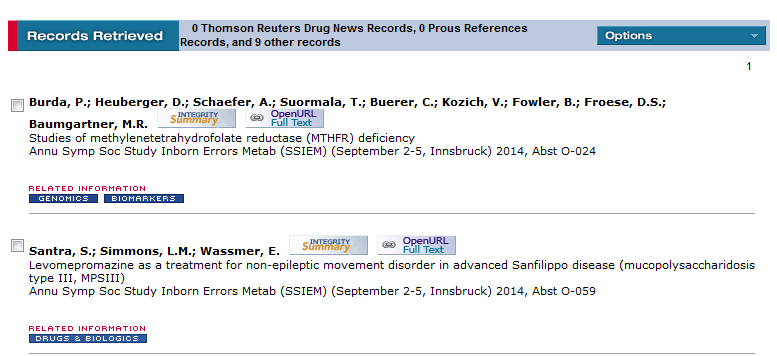 Records Retrieved
0 Thomson Reuters Drug News Records, 0 Prous References
Records, and 9 other records
Options
1
Burda, P.; Heuberger, D.; Schaefer, A.; Suormala, T.; Buerer, C.; Kozich, V.; Fowler, B.; Froese, D.S.;
Baumgartner, M.R. INTEGRITY Summary OpenURL Full Text
Studies of methylenetetrahydrofolate reductase (MTHFR) deficiency
Annu Symp Soc Study Inborn Errors Metab (SSIEM) (September 2-5, Innsbruck) 2014, Abst O-024
RELATED INFORMATION
GENOMICS BIOMARKERS
Santra, S.; Simmons, L.M.; Wassmer, E. INTEGRITY Summary OpenURL Full Text
Levomepromazine as a treatment for non-epileptic movement disorder in advanced Sanfilippo disease (mucopolysaccharidosis
type III, MPSIII)
Annu Symp Soc Study Inborn Errors Metab (SSIEM) (September 2-5, Innsbruck) 2014, Abst O-059
RELATED INFORMATION
DRUGS & BIOLOGICS